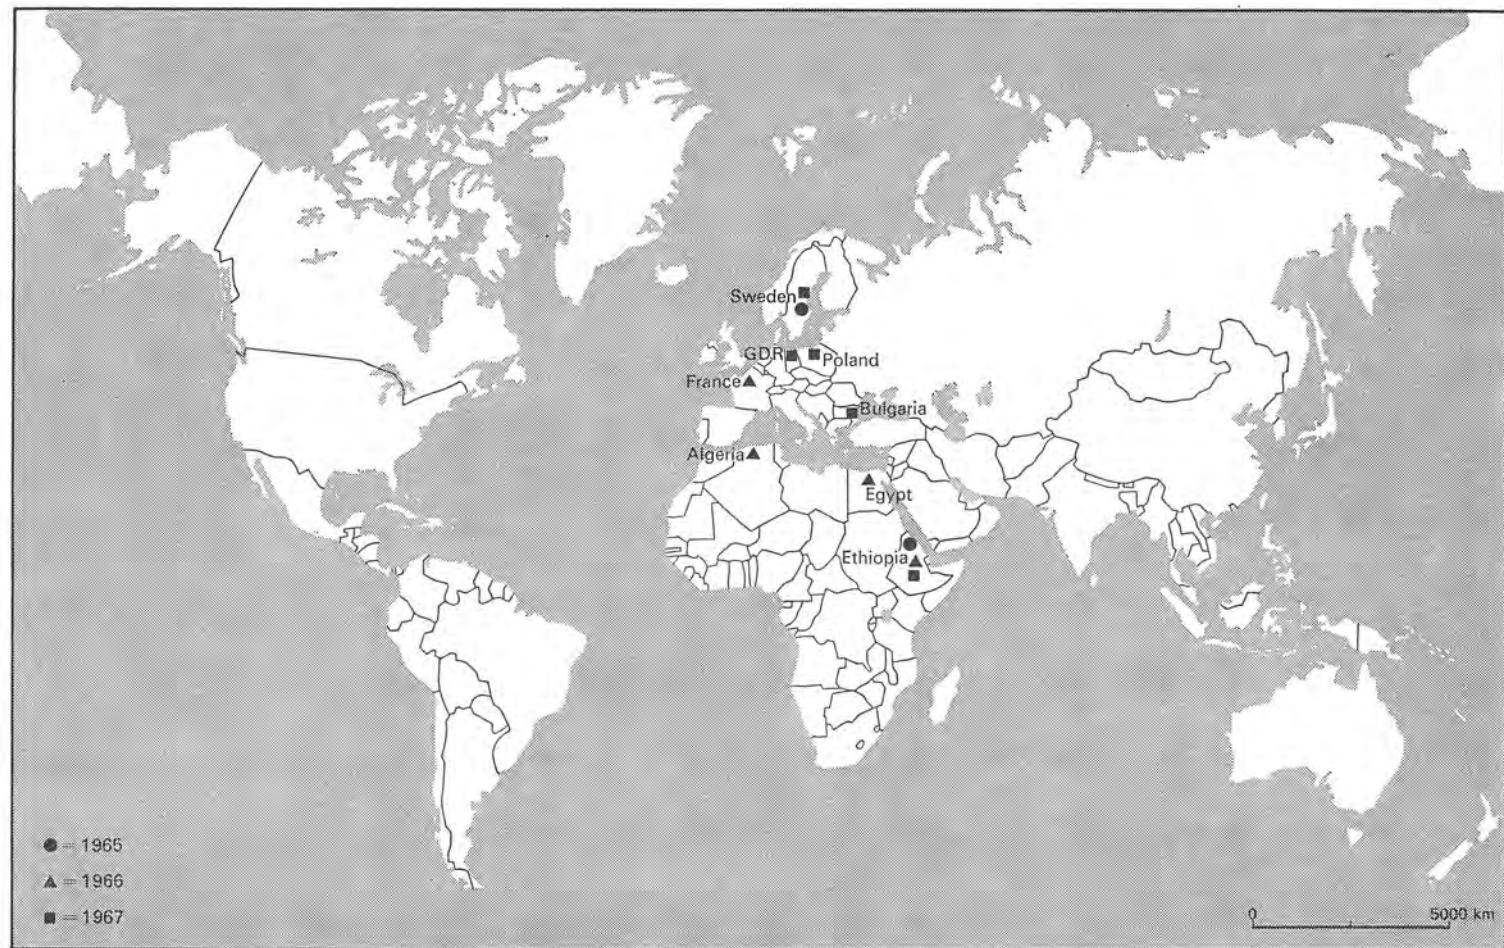 Sweden
GDR
Poland
France
Bulgaria
Algeria
Egypt
Ethiopia
● = 1965
▲ = 1966
■ = 1967
0 5000 km